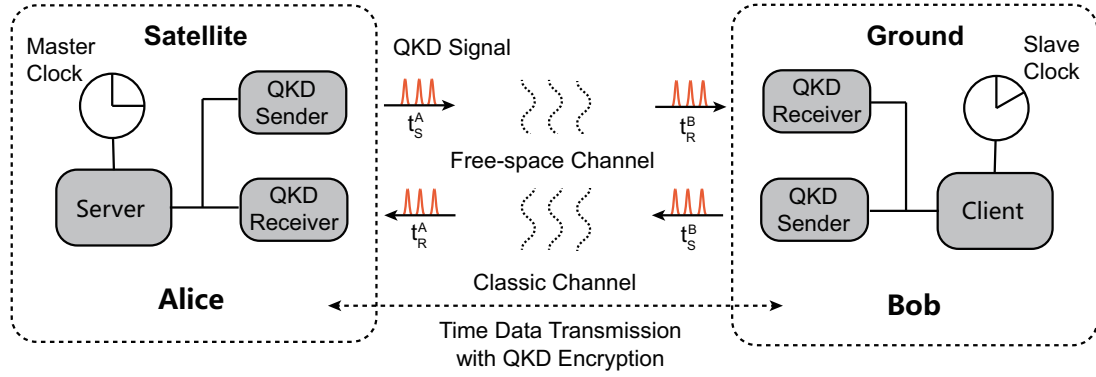 Satellite
Master
Clock
QKD
Sender
Server
QKD
Receiver
Alice
QKD Signal
t_S^A
t_R^B
Free-space Channel
t_R^A
t_S^B
Classic Channel
Time Data Transmission
with QKD Encryption
Ground
Slave
Clock
QKD
Receiver
QKD
Sender
Client
Bob